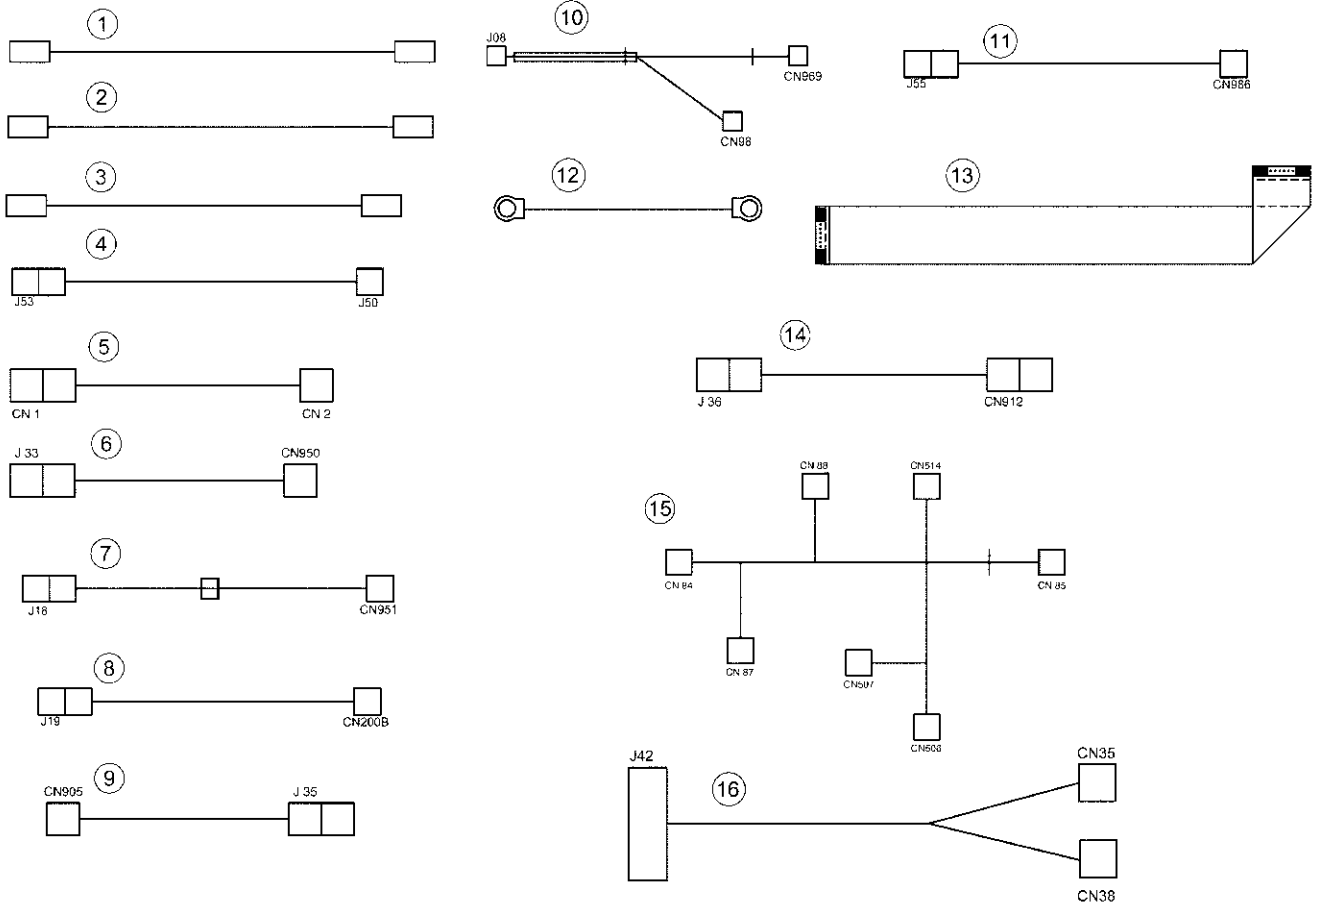 1
2
3
4
J53 J50
5
CN 1 CN 2
6
J 33 CN950
7
J18 CN951
8
J19 CN200B
9
CN905 J 35
10
J08
CN969
CN98
11
J55 CN986
12
13
14
J 36 CN912
15
CN 88 CN514
CN 84 CN 85
CN 87
CN507
CN508
16
J42 CN35
CN38